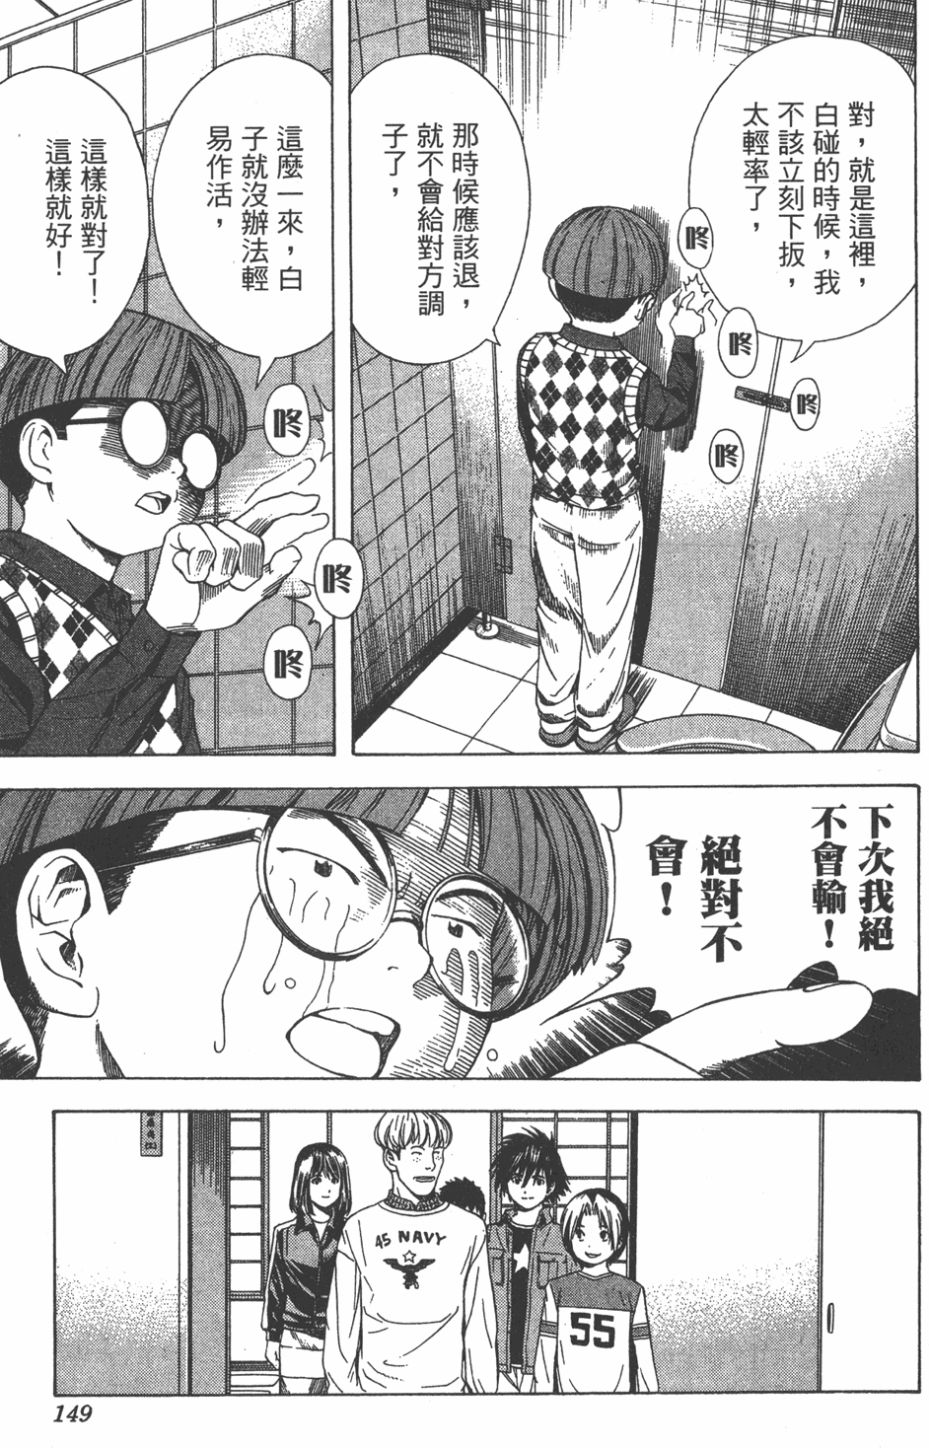 對，就是這裡，
白碰的時候，我
不該立刻下扳，
太輕率了，
咚
咚
咚
咚
那時候應該退，
就不會給對方調
子了，
這麼一來，白
子就沒辦法輕
易作活，
這樣就對了！
這樣就好！
咚
咚
咚
下次我絕
不會輸！
絕對不
會！
45 NAVY
55
149